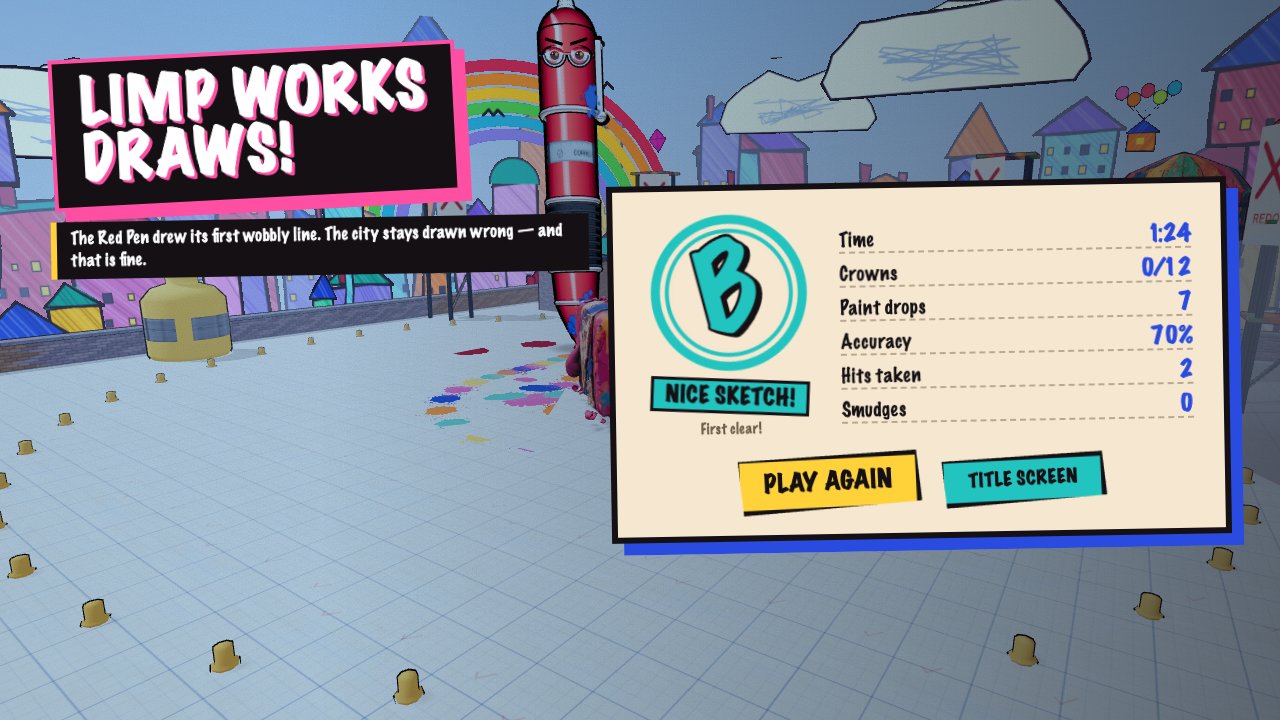 LIMP WORKS
DRAWS!
The Red Pen drew its first wobbly line. The city stays drawn wrong — and
that is fine.
B
NICE SKETCH!
First clear!
Time 1:24
Crowns 0/12
Paint drops 7
Accuracy 70%
Hits taken 2
Smudges 0
PLAY AGAIN
TITLE SCREEN